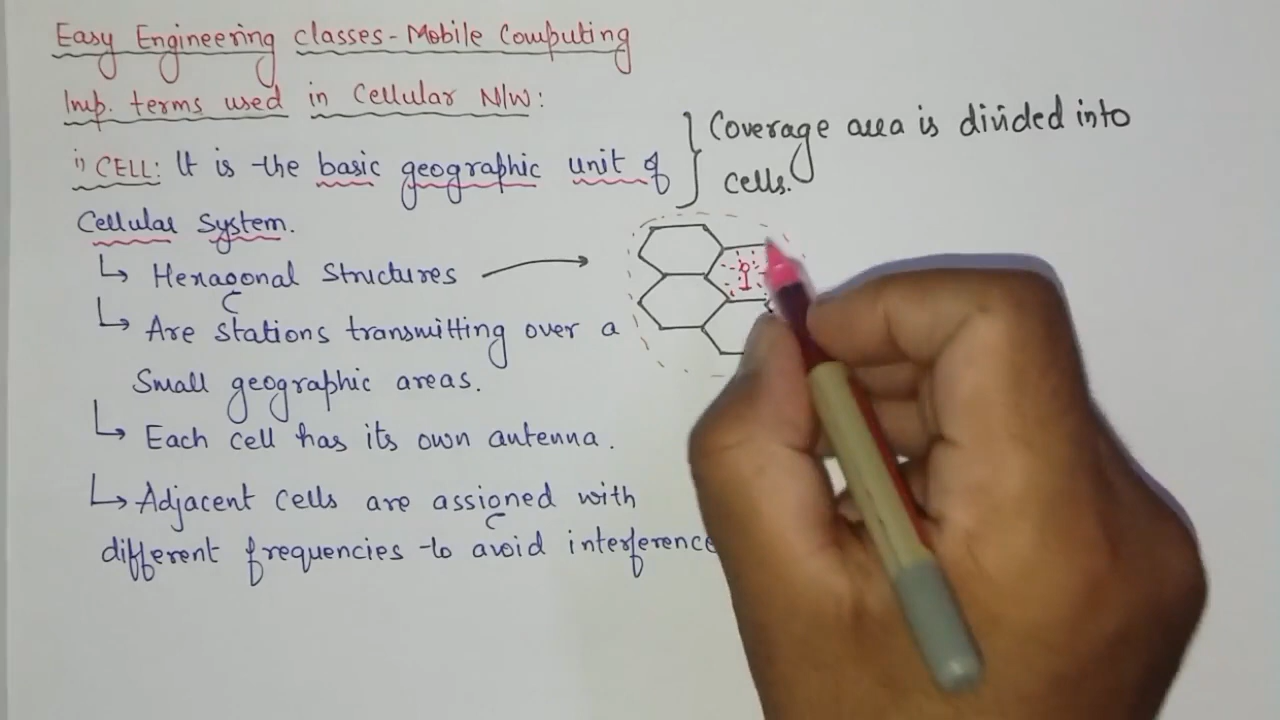 Easy Engineering classes - Mobile Computing
Imp. terms used in Cellular N/W:
1) CELL: It is the basic geographic unit of
Cellular System.
} Coverage area is divided into
cells.
↳ Hexagonal Structures
↳ Are stations transmitting over a
Small geographic areas.
↳ Each cell has its own antenna.
↳ Adjacent cells are assigned with
different frequencies to avoid interference